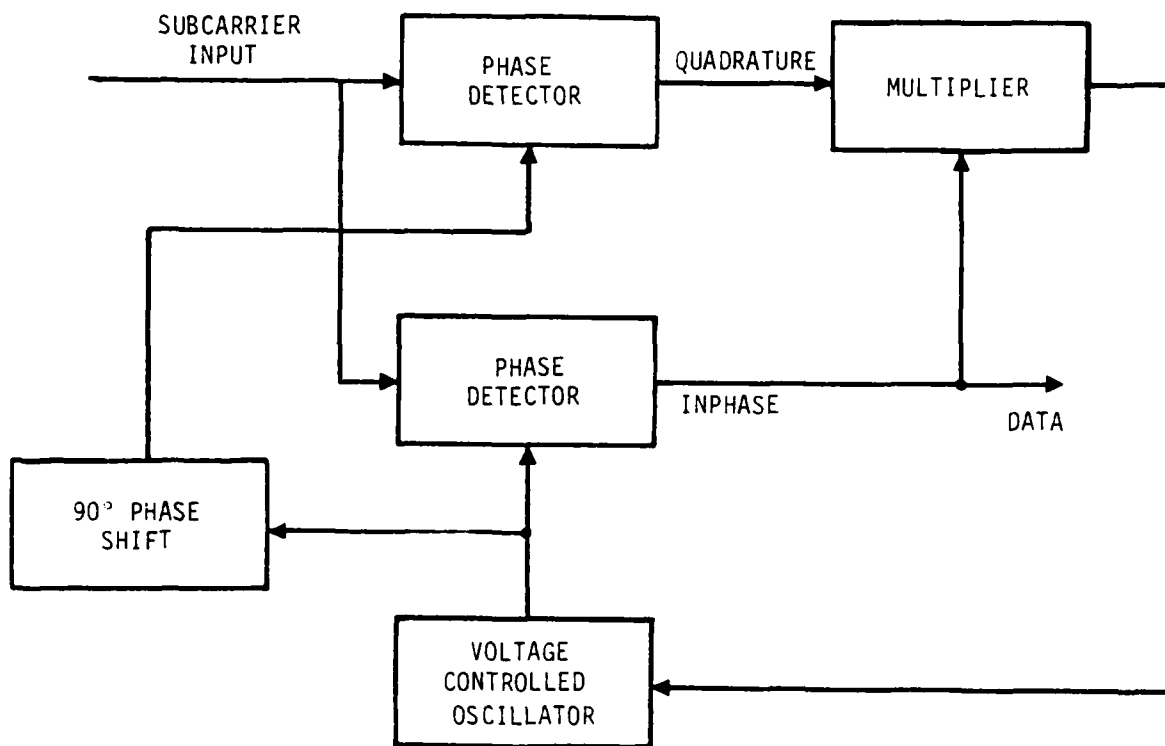 SUBCARRIER
INPUT
PHASE
DETECTOR
QUADRATURE
MULTIPLIER
PHASE
DETECTOR
INPHASE
DATA
90° PHASE
SHIFT
VOLTAGE
CONTROLLED
OSCILLATOR